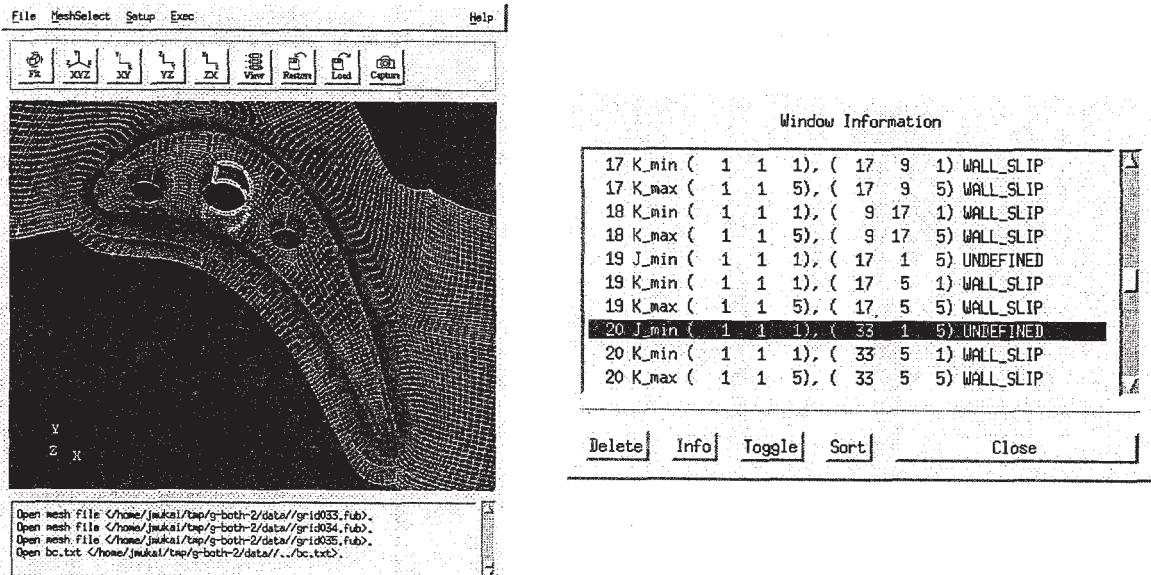 File MeshSelect Setup Exec Help
Fit XYZ XY YZ ZX View Restore Load Capture
Y
Z X
Open mesh file </home/jmukai/tmp/g-both-2/data//grid033.fub>.
Open mesh file </home/jmukai/tmp/g-both-2/data//grid034.fub>.
Open mesh file </home/jmukai/tmp/g-both-2/data//grid035.fub>.
Open bc.txt </home/jmukai/tmp/g-both-2/data//../bc.txt>.
Window Information
17 K_min ( 1 1 1), ( 17 9 1) WALL_SLIP
17 K_max ( 1 1 5), ( 17 9 5) WALL_SLIP
18 K_min ( 1 1 1), ( 9 17 1) WALL_SLIP
18 K_max ( 1 1 5), ( 9 17 5) WALL_SLIP
19 J_min ( 1 1 1), ( 17 1 5) UNDEFINED
19 K_min ( 1 1 1), ( 17 5 1) WALL_SLIP
19 K_max ( 1 1 5), ( 17 5 5) WALL_SLIP
20 J_min ( 1 1 1), ( 33 1 5) UNDEFINED
20 K_min ( 1 1 1), ( 33 5 1) WALL_SLIP
20 K_max ( 1 1 5), ( 33 5 5) WALL_SLIP
Delete Info Toggle Sort Close